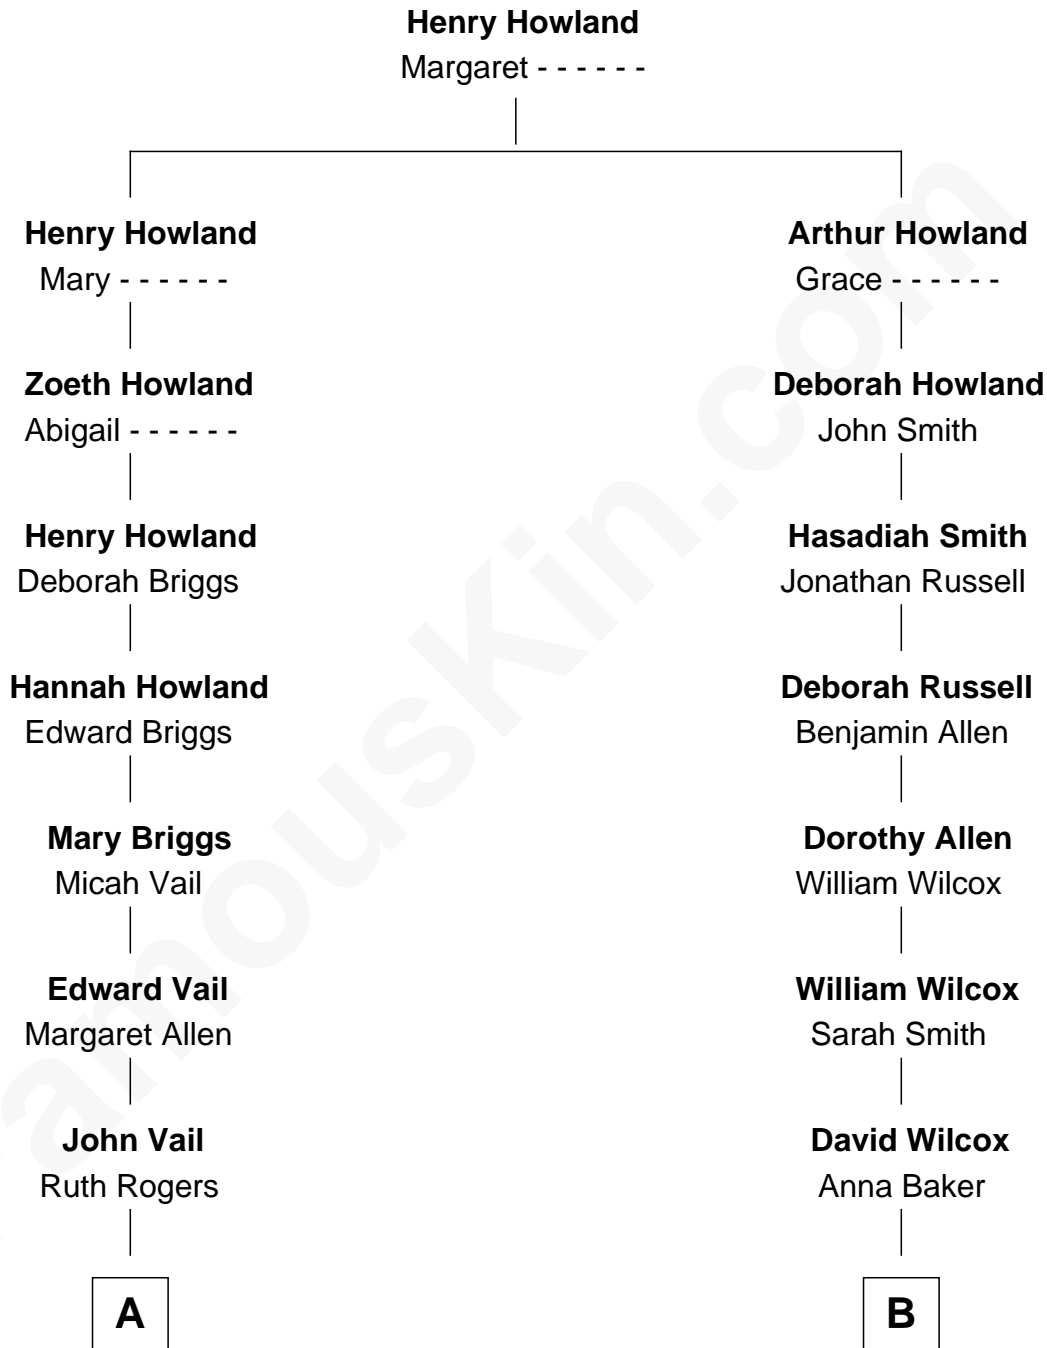 Henry Howland
Margaret - - - - - -
Henry Howland
Mary - - - - - -
Arthur Howland
Grace - - - - - -
Zoeth Howland
Abigail - - - - - -
Deborah Howland
John Smith
Henry Howland
Deborah Briggs
Hasadiah Smith
Jonathan Russell
Hannah Howland
Edward Briggs
Deborah Russell
Benjamin Allen
Mary Briggs
Micah Vail
Dorothy Allen
William Wilcox
Edward Vail
Margaret Allen
William Wilcox
Sarah Smith
John Vail
Ruth Rogers
David Wilcox
Anna Baker
A
B
amouskin.com